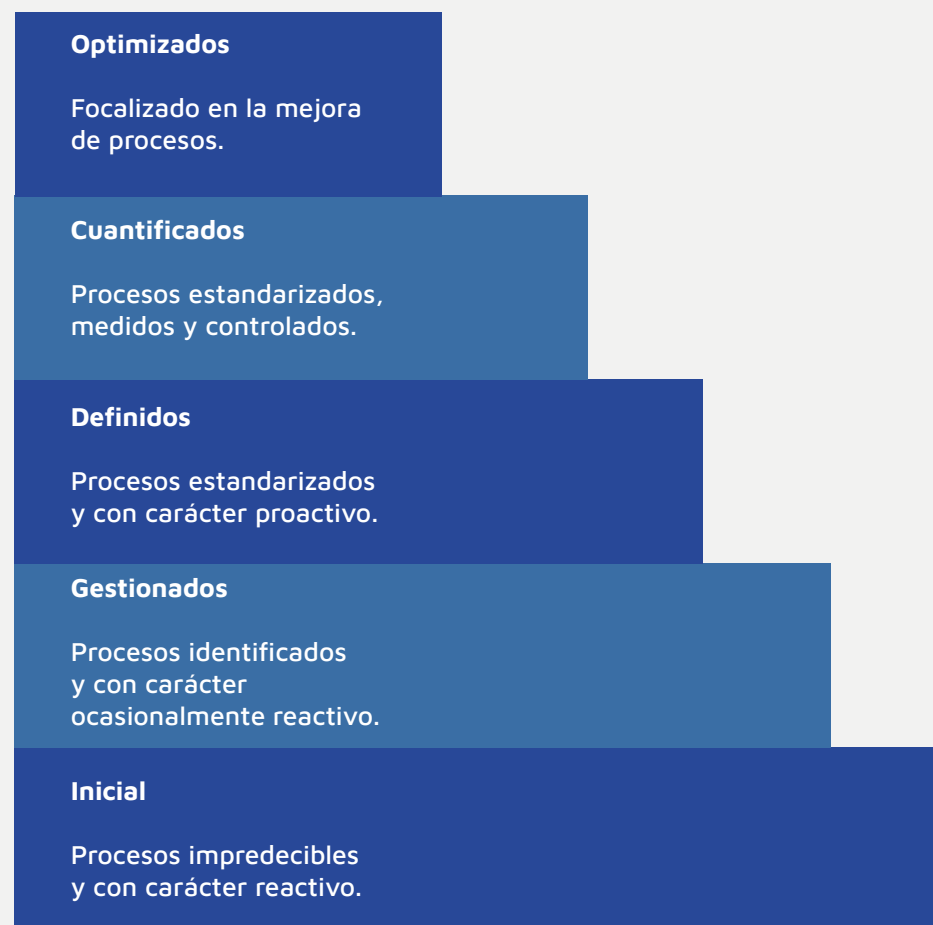 Optimizados
Focalizado en la mejora
de procesos.
Cuantificados
Procesos estandarizados,
medidos y controlados.
Definidos
Procesos estandarizados
y con carácter proactivo.
Gestionados
Procesos identificados
y con carácter
ocasionalmente reactivo.
Inicial
Procesos impredecibles
y con carácter reactivo.